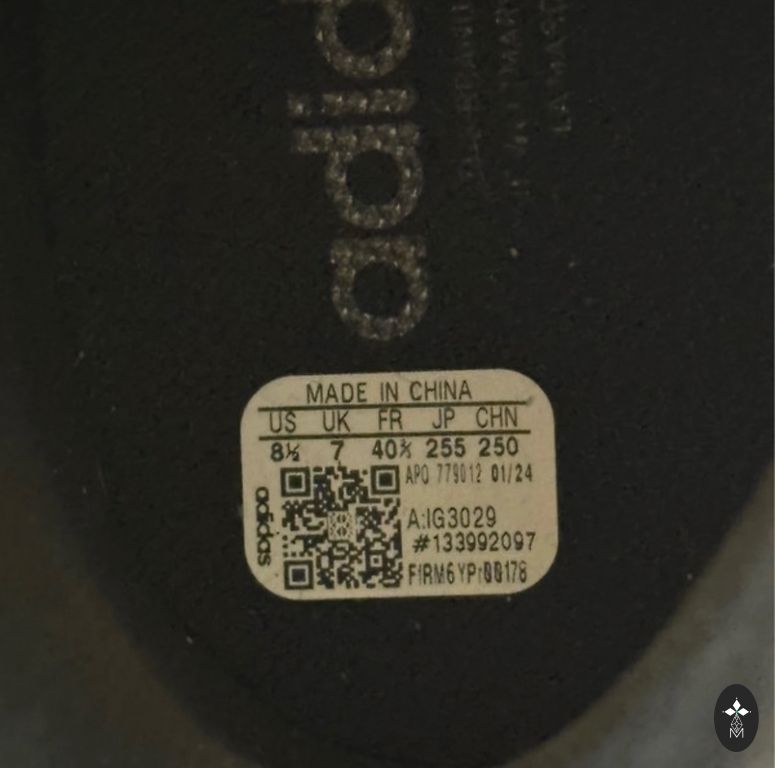 adid
MADE IN CHINA
US UK FR JP CHN
8½ 7 40⅔ 255 250
APO 779012 01/24
adidas
A:IG3029
#133992097
M